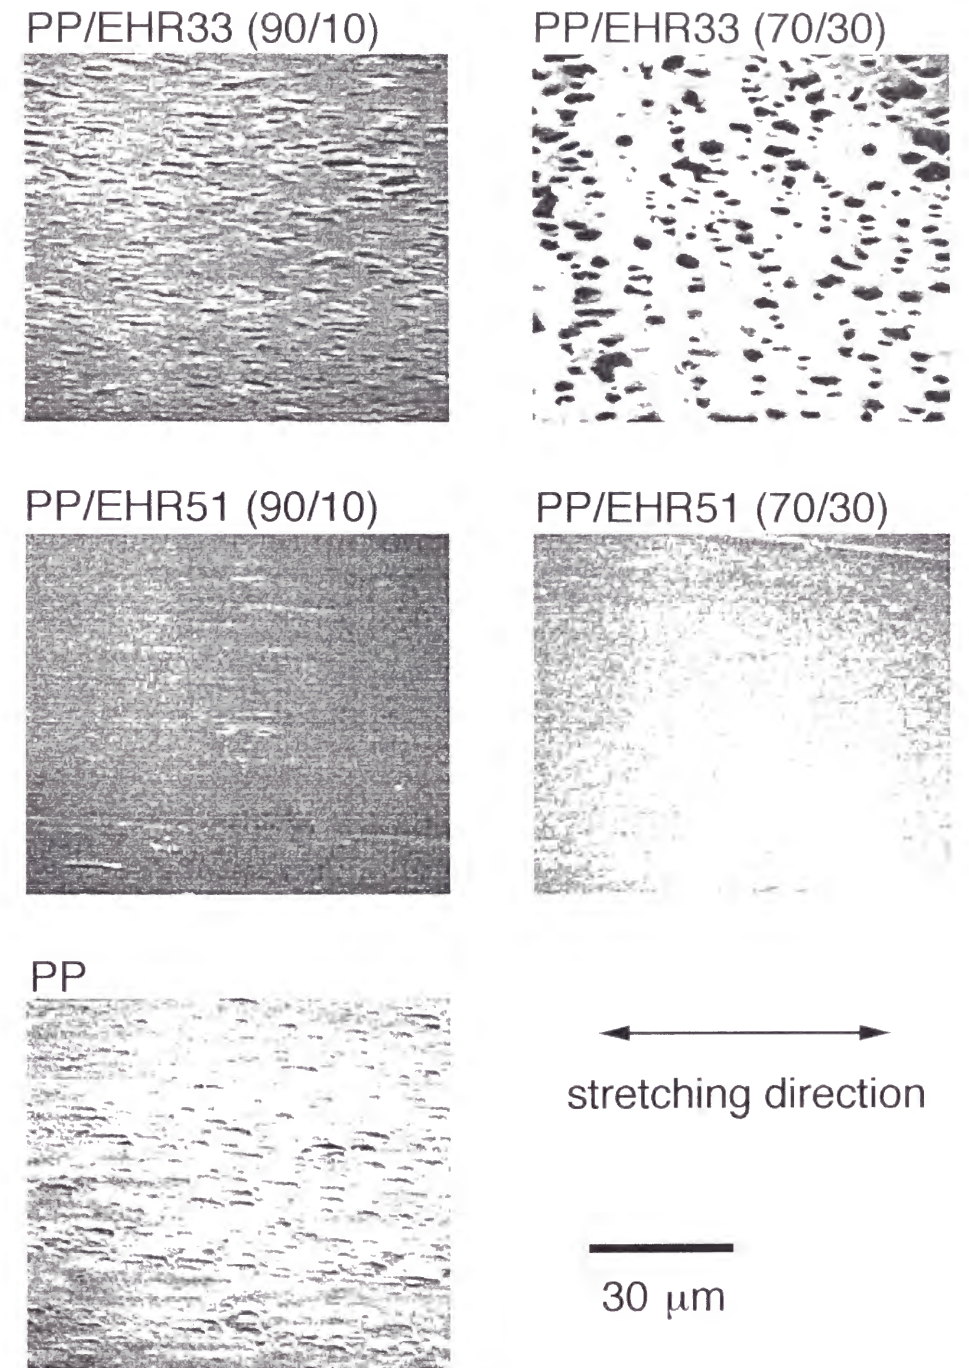 PP/EHR33 (90/10)
PP/EHR33 (70/30)
PP/EHR51 (90/10)
PP/EHR51 (70/30)
PP
stretching direction
30 μm